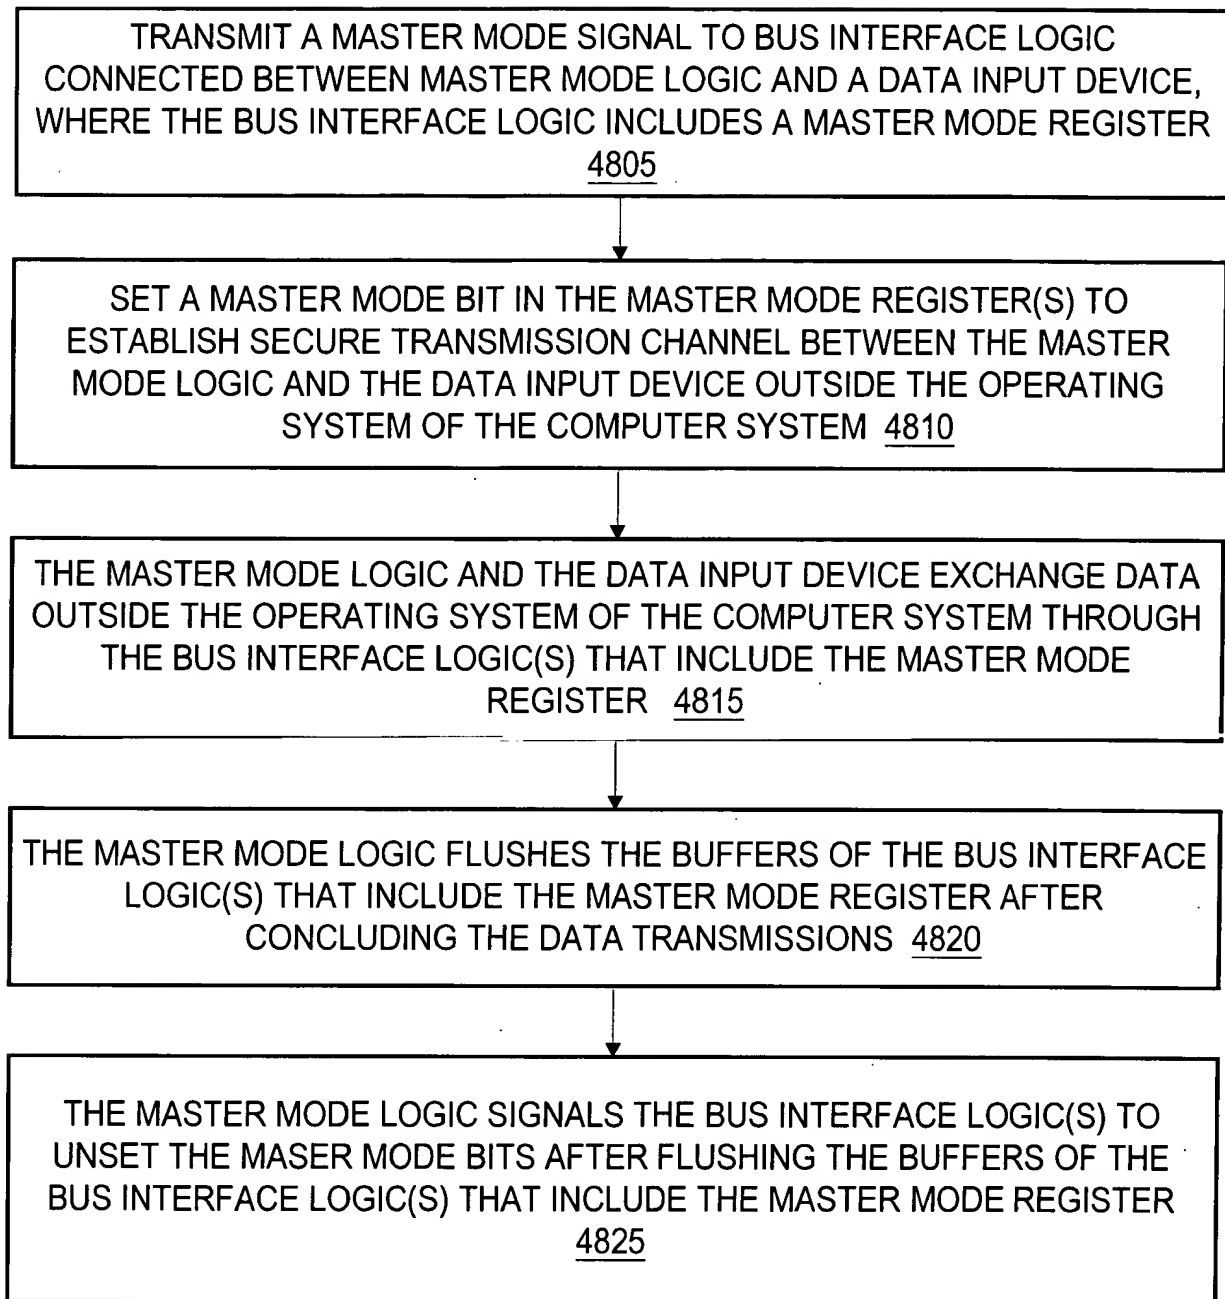 TRANSMIT A MASTER MODE SIGNAL TO BUS INTERFACE LOGIC
CONNECTED BETWEEN MASTER MODE LOGIC AND A DATA INPUT DEVICE,
WHERE THE BUS INTERFACE LOGIC INCLUDES A MASTER MODE REGISTER
4805
SET A MASTER MODE BIT IN THE MASTER MODE REGISTER(S) TO
ESTABLISH SECURE TRANSMISSION CHANNEL BETWEEN THE MASTER
MODE LOGIC AND THE DATA INPUT DEVICE OUTSIDE THE OPERATING
SYSTEM OF THE COMPUTER SYSTEM 4810
THE MASTER MODE LOGIC AND THE DATA INPUT DEVICE EXCHANGE DATA
OUTSIDE THE OPERATING SYSTEM OF THE COMPUTER SYSTEM THROUGH
THE BUS INTERFACE LOGIC(S) THAT INCLUDE THE MASTER MODE
REGISTER 4815
THE MASTER MODE LOGIC FLUSHES THE BUFFERS OF THE BUS INTERFACE
LOGIC(S) THAT INCLUDE THE MASTER MODE REGISTER AFTER
CONCLUDING THE DATA TRANSMISSIONS 4820
THE MASTER MODE LOGIC SIGNALS THE BUS INTERFACE LOGIC(S) TO
UNSET THE MASER MODE BITS AFTER FLUSHING THE BUFFERS OF THE
BUS INTERFACE LOGIC(S) THAT INCLUDE THE MASTER MODE REGISTER
4825